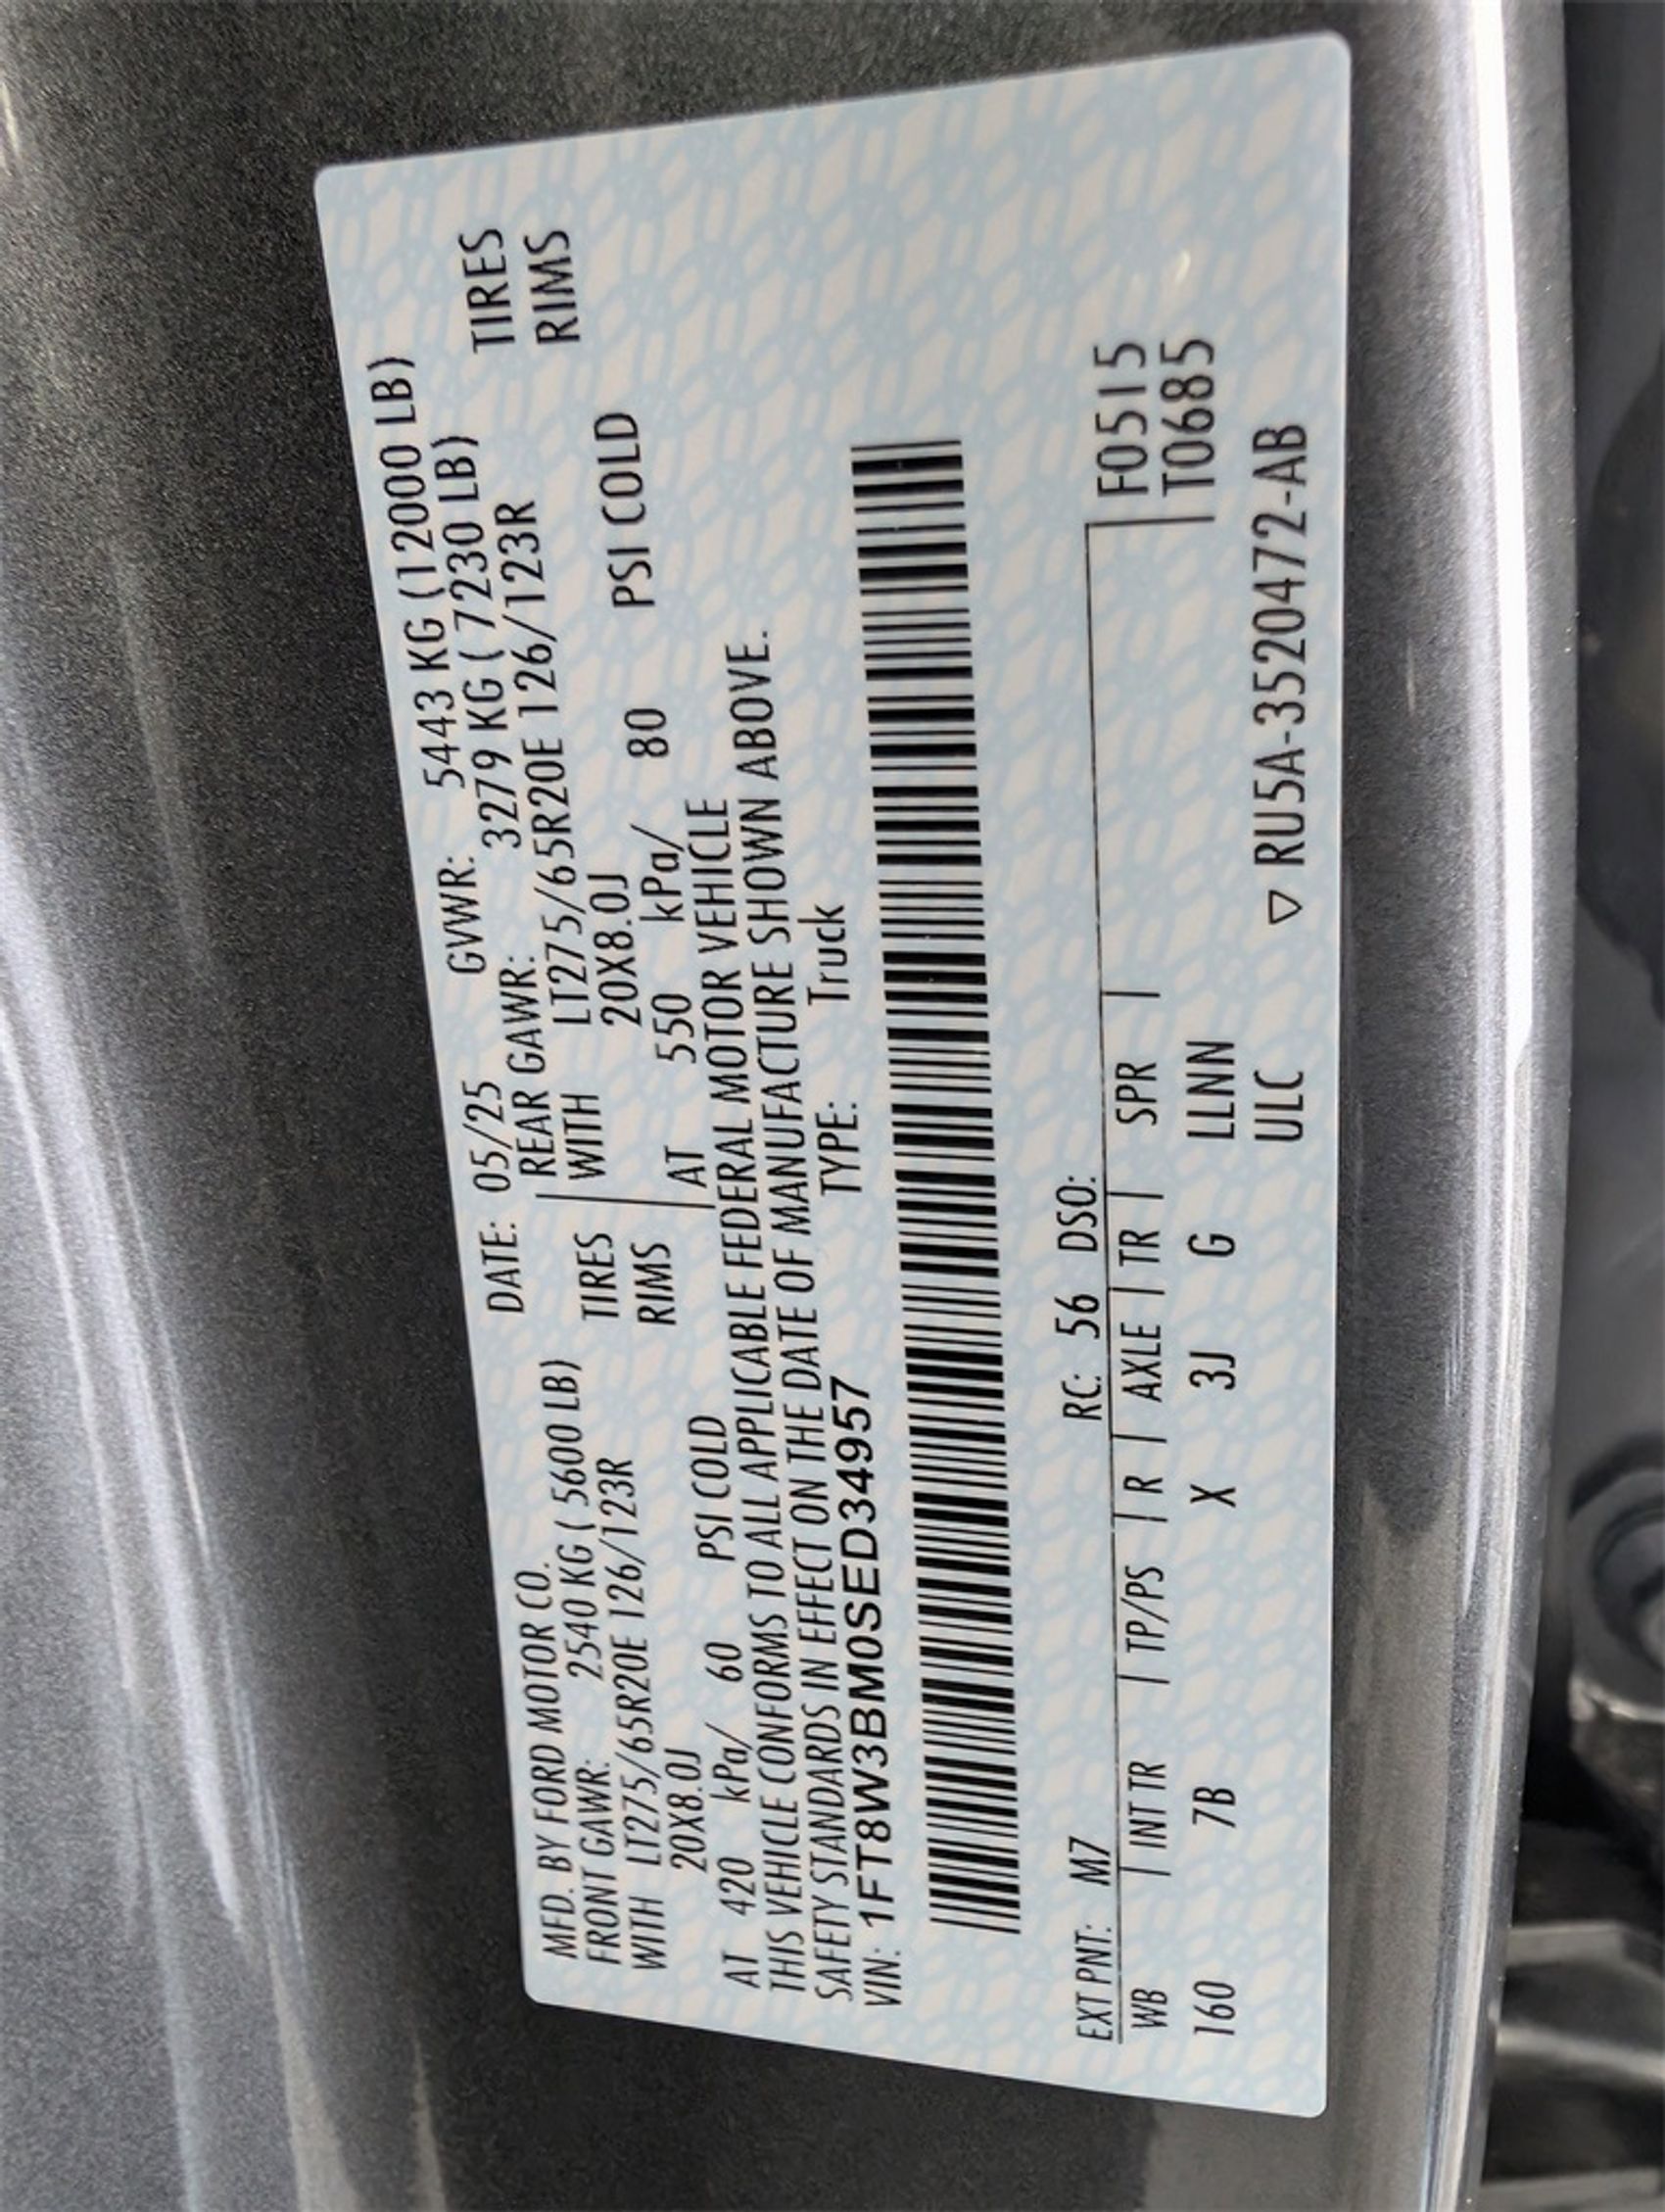 MFD. BY FORD MOTOR CO. DATE: 05/25 GVWR: 5443 KG (12000 LB)
FRONT GAWR: 2540 KG ( 5600 LB) REAR GAWR: 3279 KG ( 7230 LB)
WITH LT275/65R20E 126/123R TIRES WITH LT275/65R20E 126/123R TIRES
20X8.0J RIMS 20X8.0J RIMS
AT 420 kPa/ 60 PSI COLD AT 550 kPa/ 80 PSI COLD
THIS VEHICLE CONFORMS TO ALL APPLICABLE FEDERAL MOTOR VEHICLE
SAFETY STANDARDS IN EFFECT ON THE DATE OF MANUFACTURE SHOWN ABOVE.
VIN: 1FT8W3BM0SED34957 TYPE: Truck
EXT PNT: M7 RC: 56 DSO:
WB | INT TR | TP/PS | R | AXLE | TR | SPR | F0515
160 7B X 3J G LLNN T0685
ULC ▽ RU5A-3520472-AB